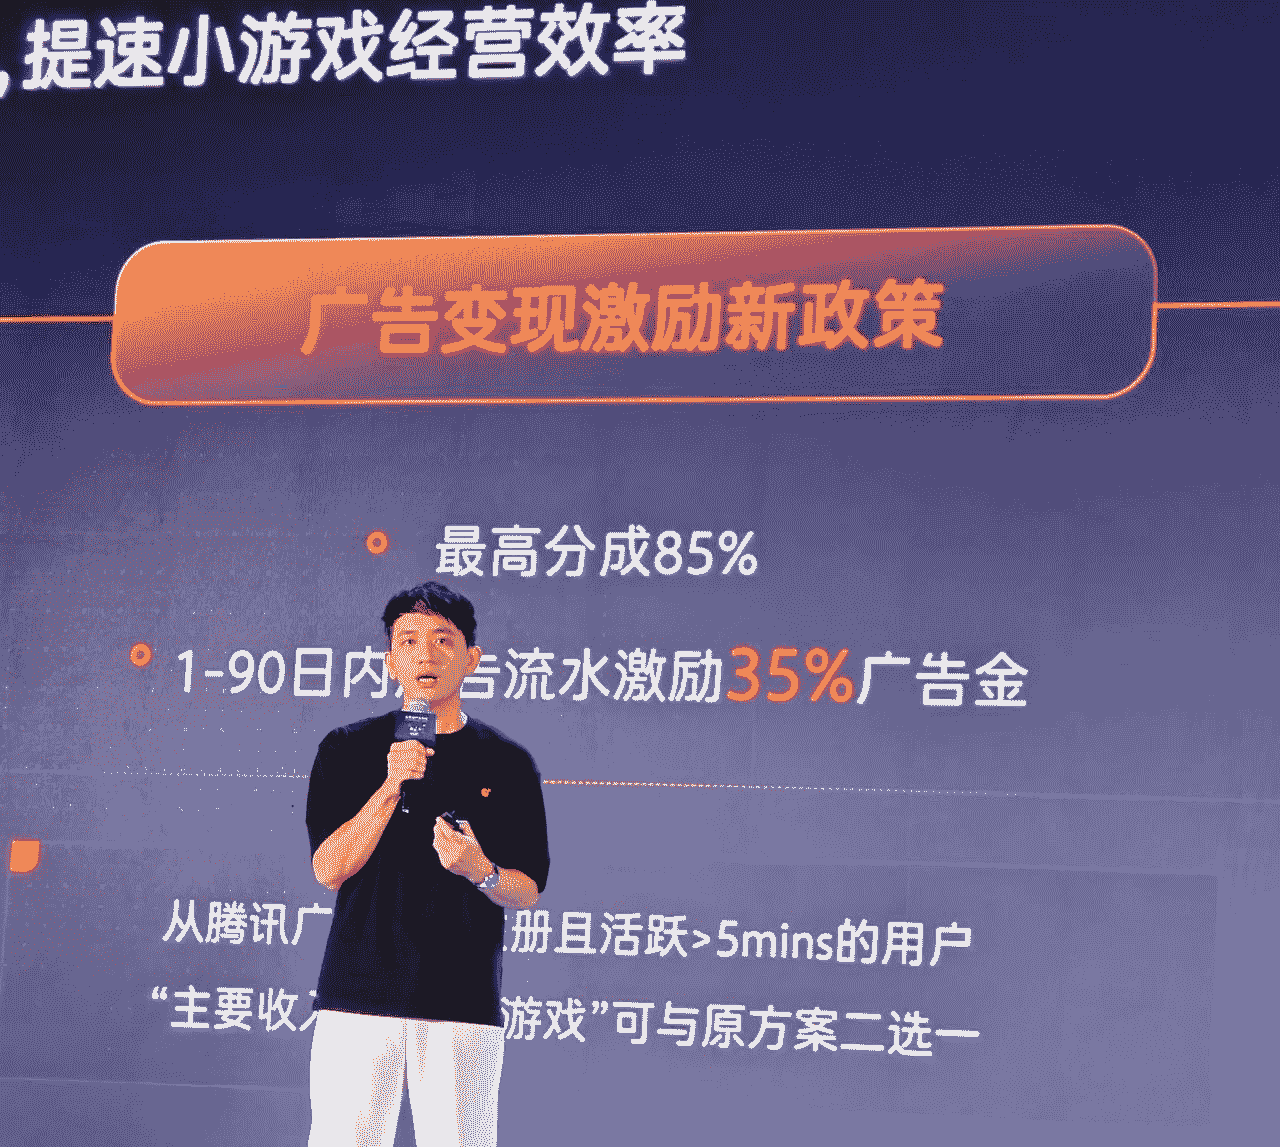 ,提速小游戏经营效率
广告变现激励新政策
最高分成85%
1-90日内 告流水激励35%广告金
从腾讯广 册且活跃>5mins的用户
“主要收 游戏”可与原方案二选一